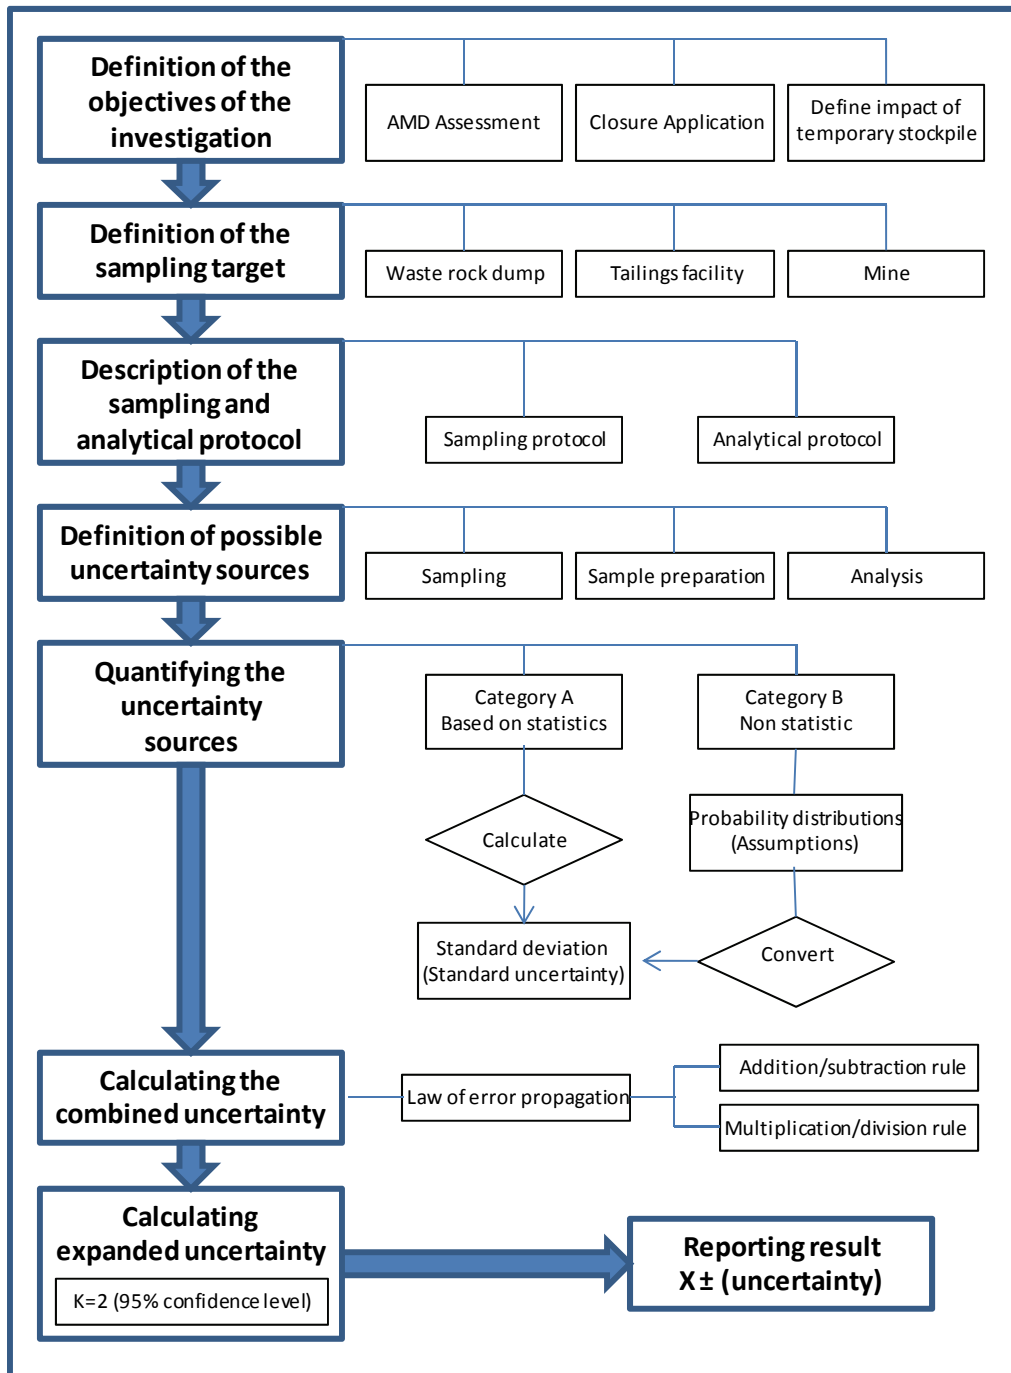 Definition of the
objectives of the
investigation
AMD Assessment
Closure Application
Define impact of
temporary stockpile
Definition of the
sampling target
Waste rock dump
Tailings facility
Mine
Description of the
sampling and
analytical protocol
Sampling protocol
Analytical protocol
Definition of possible
uncertainty sources
Sampling
Sample preparation
Analysis
Quantifying the
uncertainty
sources
Category A
Based on statistics
Category B
Non statistic
Calculate
Probability distributions
(Assumptions)
Standard deviation
(Standard uncertainty)
Convert
Calculating the
combined uncertainty
Law of error propagation
Addition/subtraction rule
Multiplication/division rule
Calculating
expanded uncertainty
K=2 (95% confidence level)
Reporting result
X ± (uncertainty)